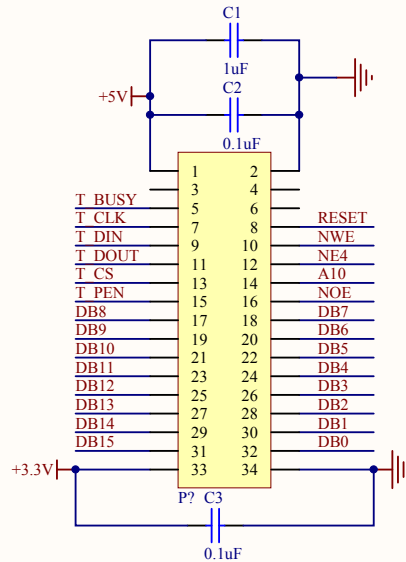 C1
1uF
+5V
C2
0.1uF
1 2
3 4
T_BUSY 5 6
T_CLK 7 8 RESET
T_DIN 9 10 NWE
T_DOUT 11 12 NE4
T_CS 13 14 A10
T_PEN 15 16 NOE
DB8 17 18 DB7
DB9 19 20 DB6
DB10 21 22 DB5
DB11 23 24 DB4
DB12 25 26 DB3
DB13 27 28 DB2
DB14 29 30 DB1
DB15 31 32 DB0
+3.3V 33 34
P? C3
0.1uF